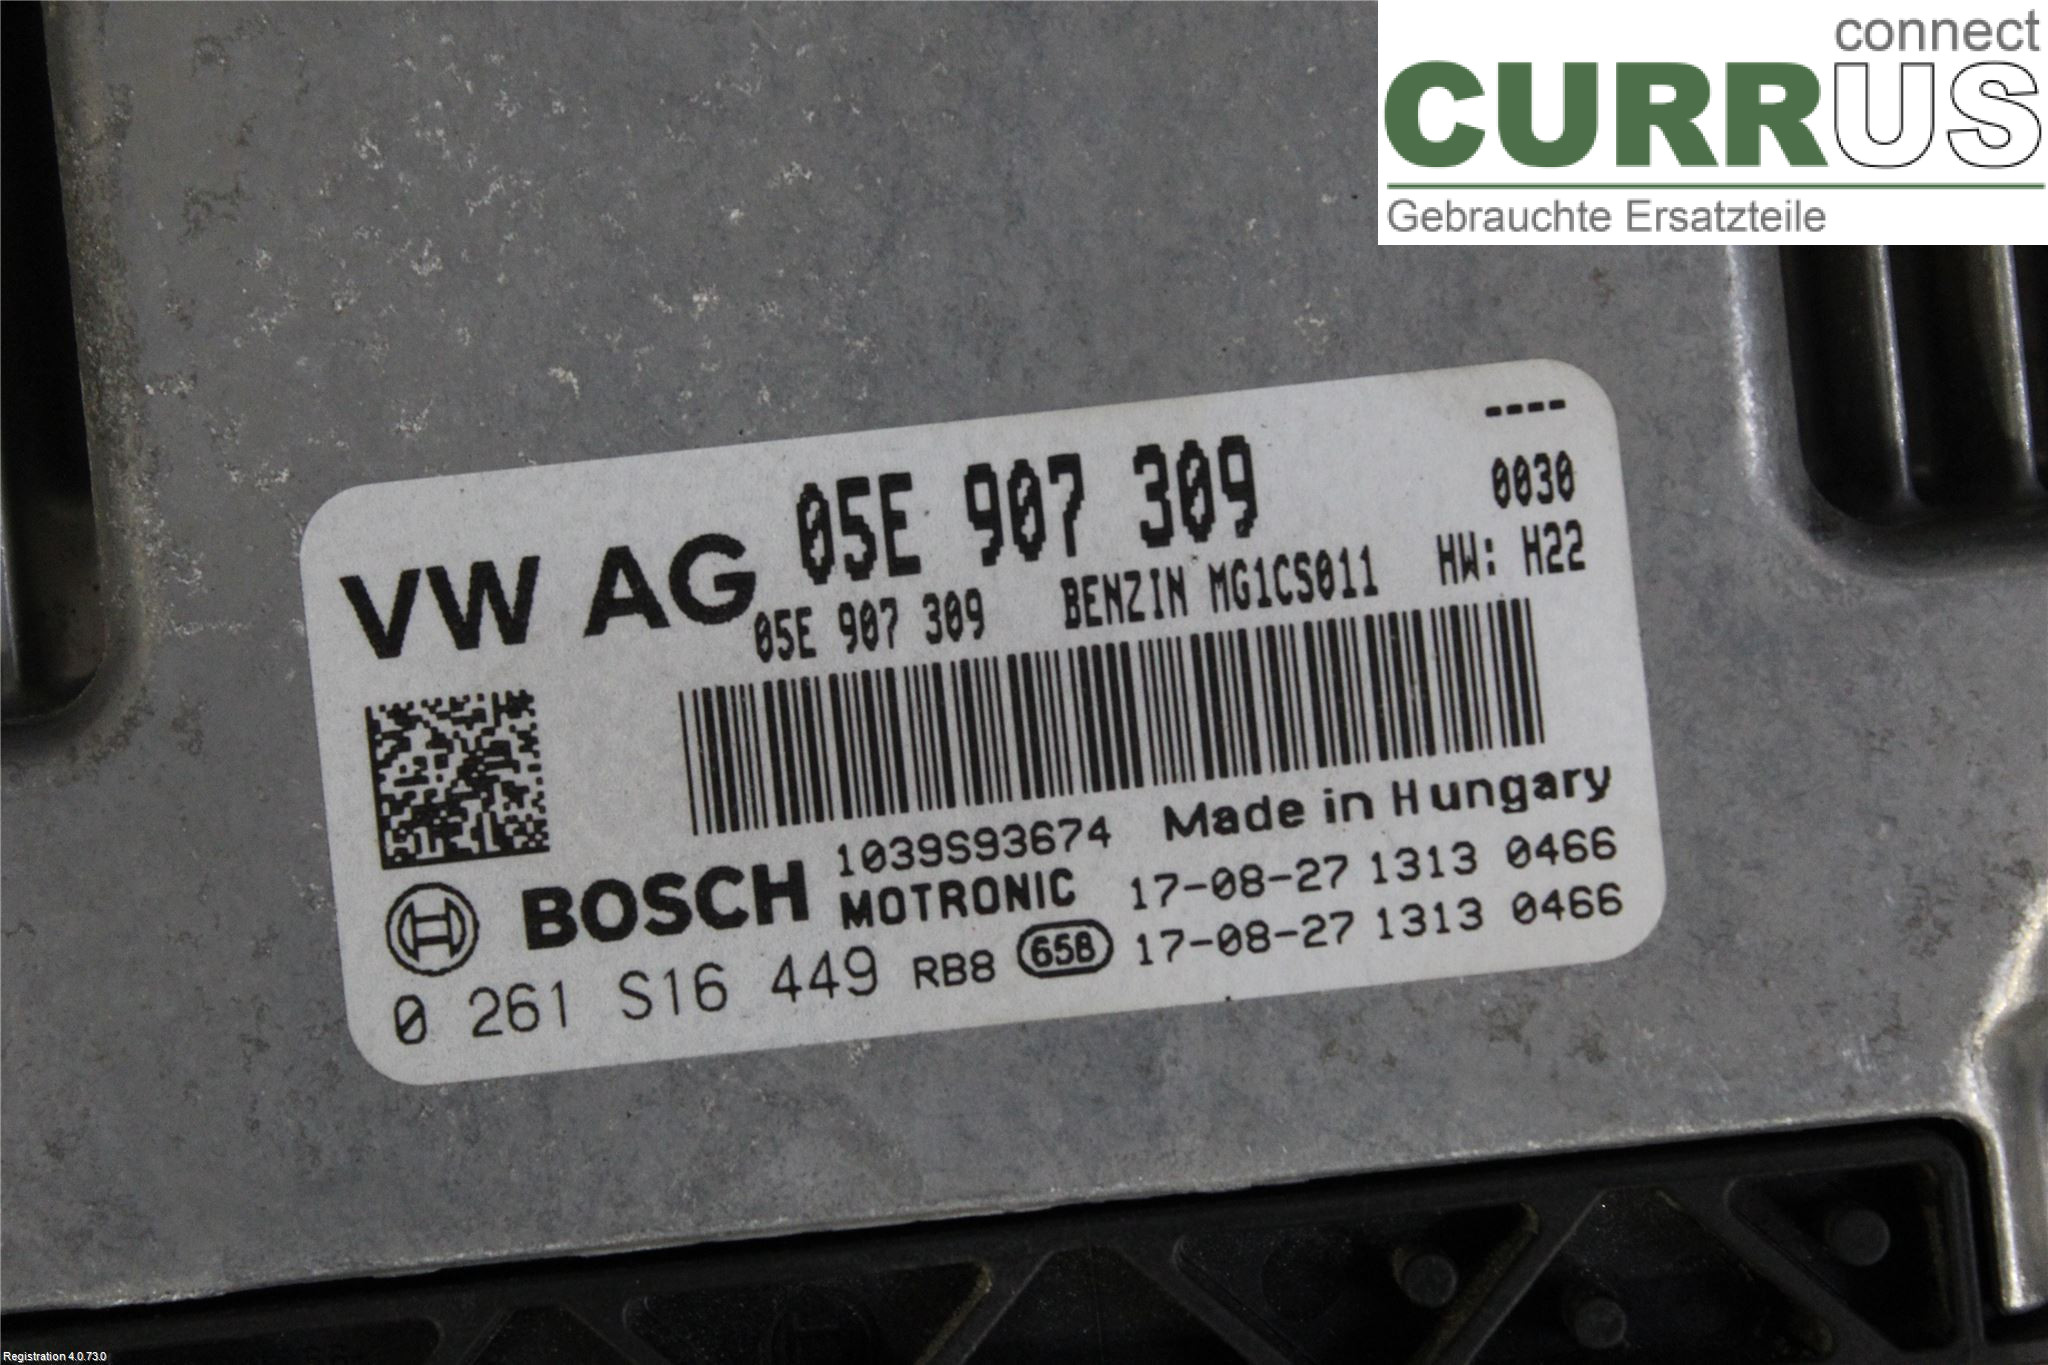 connect
CURRUS
Gebrauchte Ersatzteile
----
05E 907 309 0030
VW AG
05E 907 309 BENZIN MG1CS011 HW: H22
1039S93674 Made in Hungary
BOSCH MOTRONIC 17-08-27 1313 0466
0 261 S16 449 RB8 65B 17-08-27 1313 0466
Registration 4.0.73.0